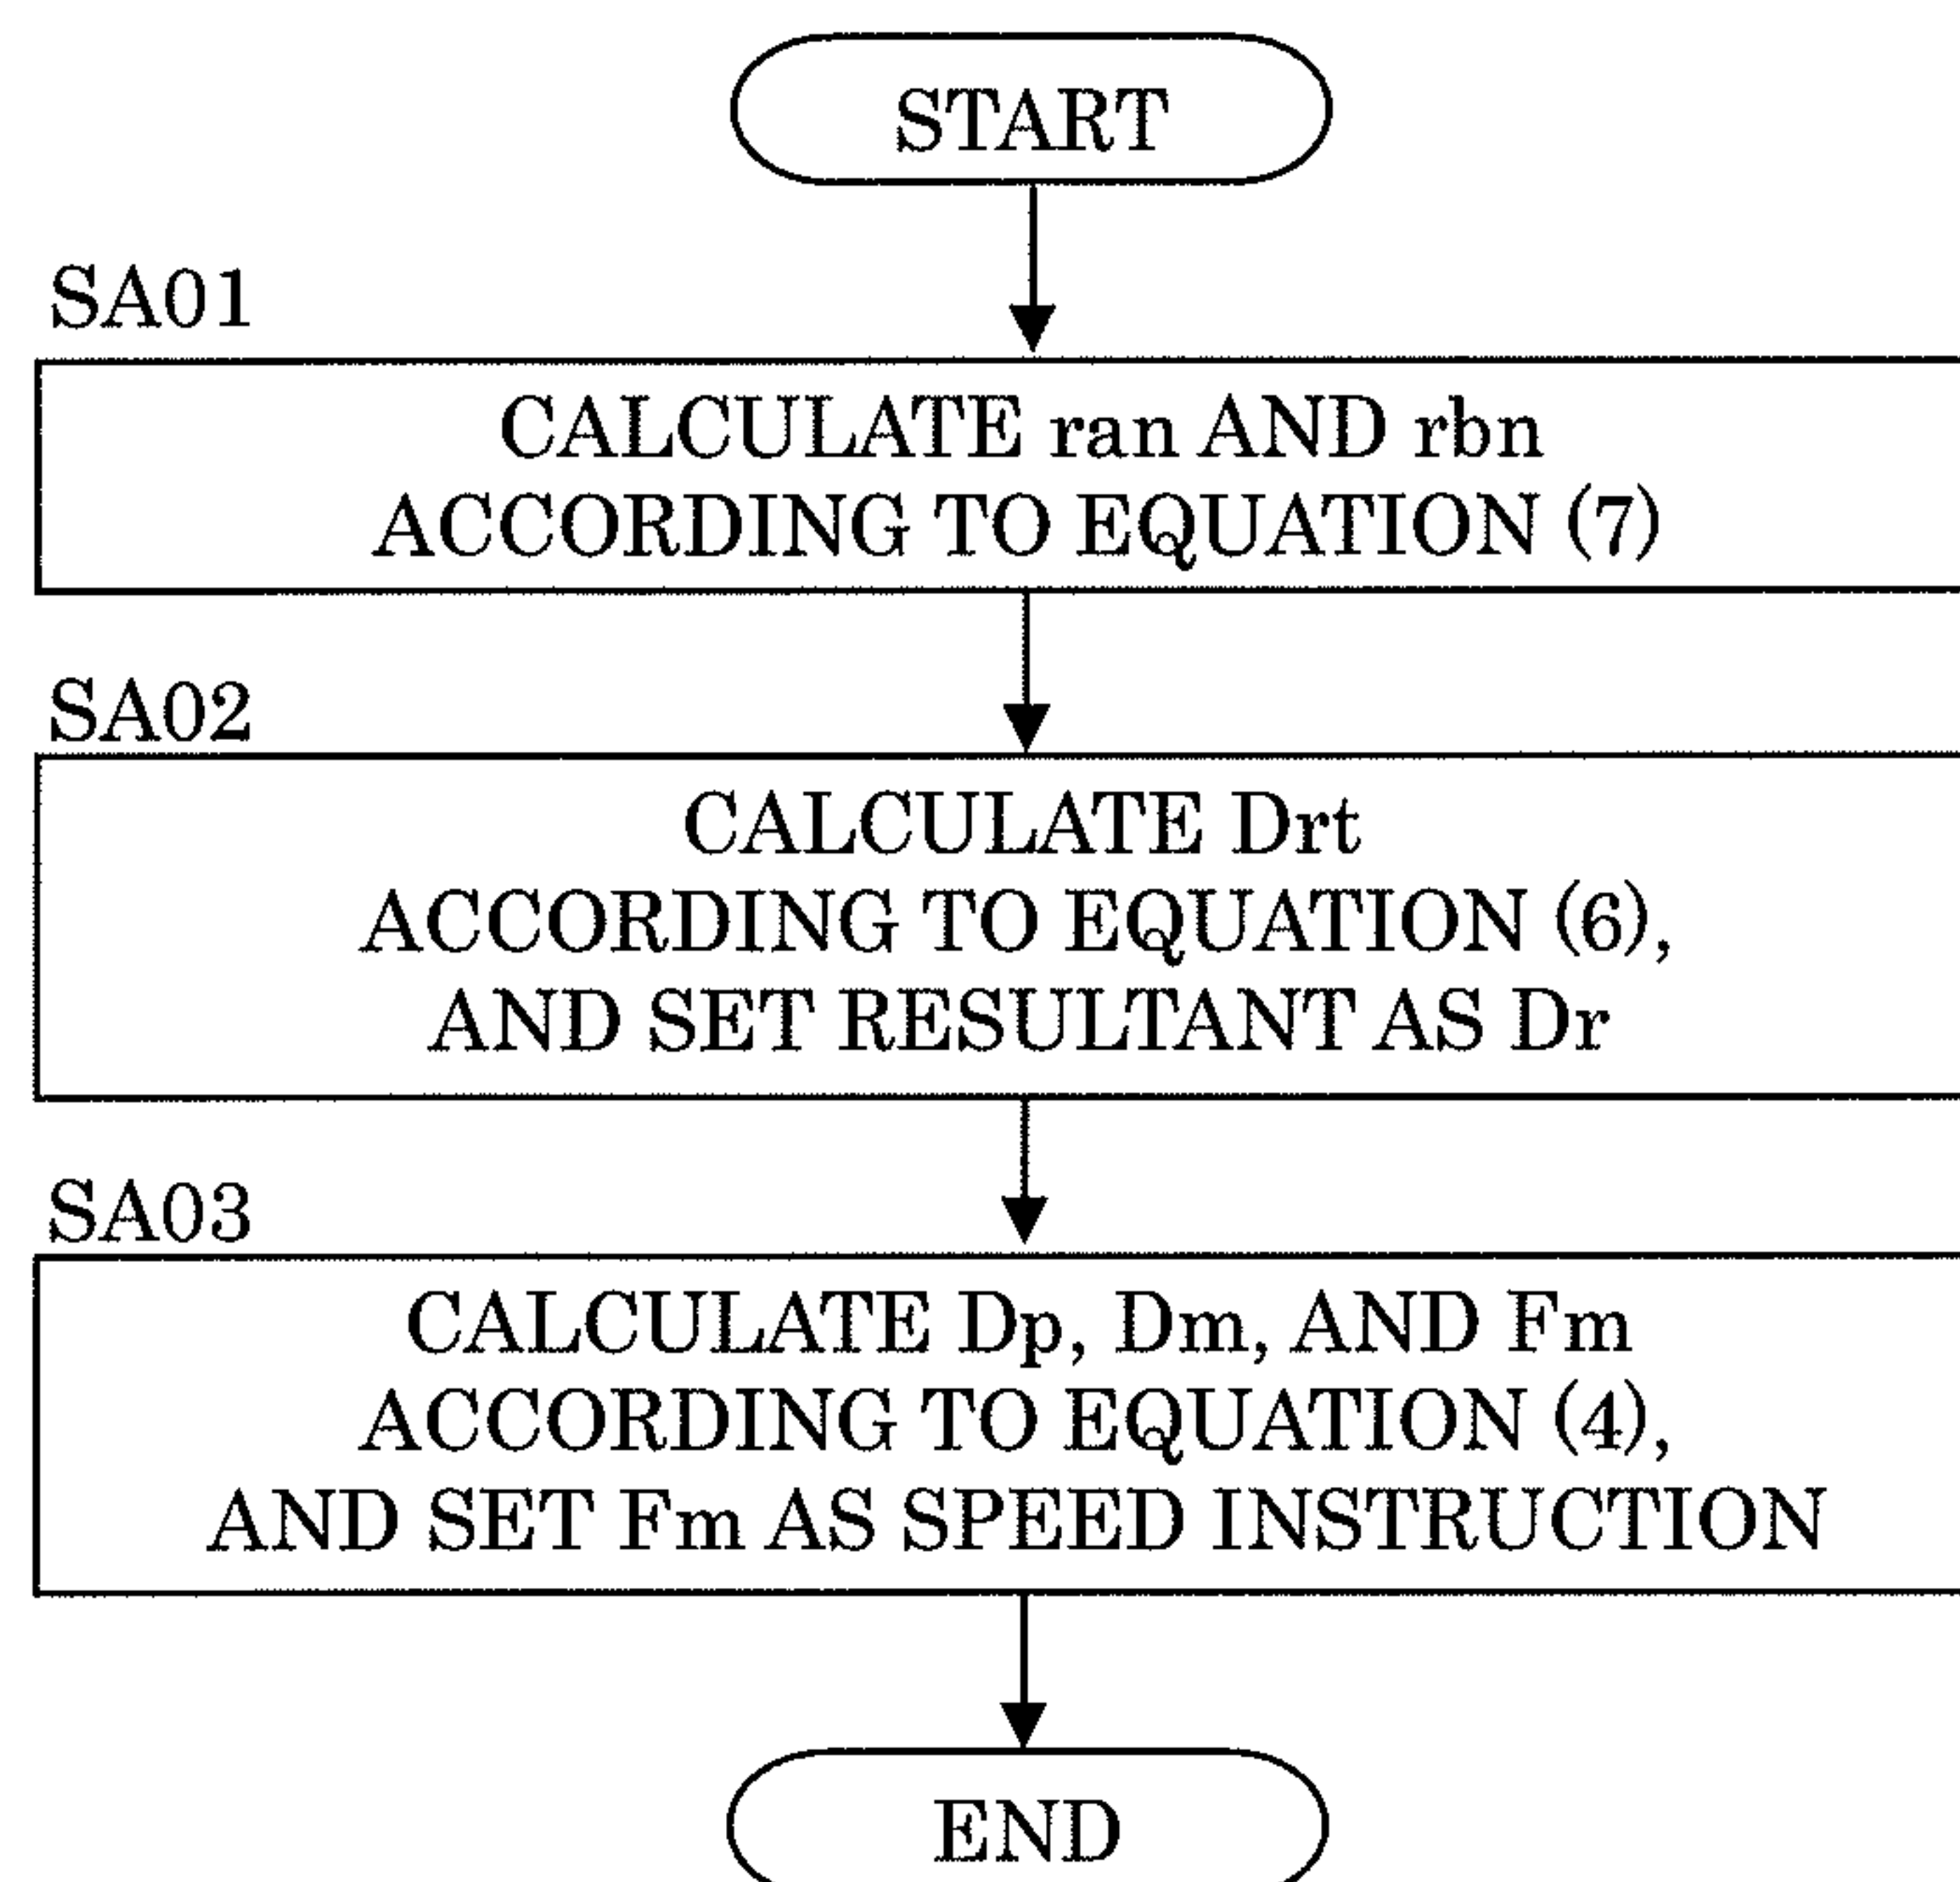 START
SA01
CALCULATE ran AND rbn
ACCORDING TO EQUATION (7)
SA02
CALCULATE Drt
ACCORDING TO EQUATION (6),
AND SET RESULTANT AS Dr
SA03
CALCULATE Dp, Dm, AND Fm
ACCORDING TO EQUATION (4),
AND SET Fm AS SPEED INSTRUCTION
END